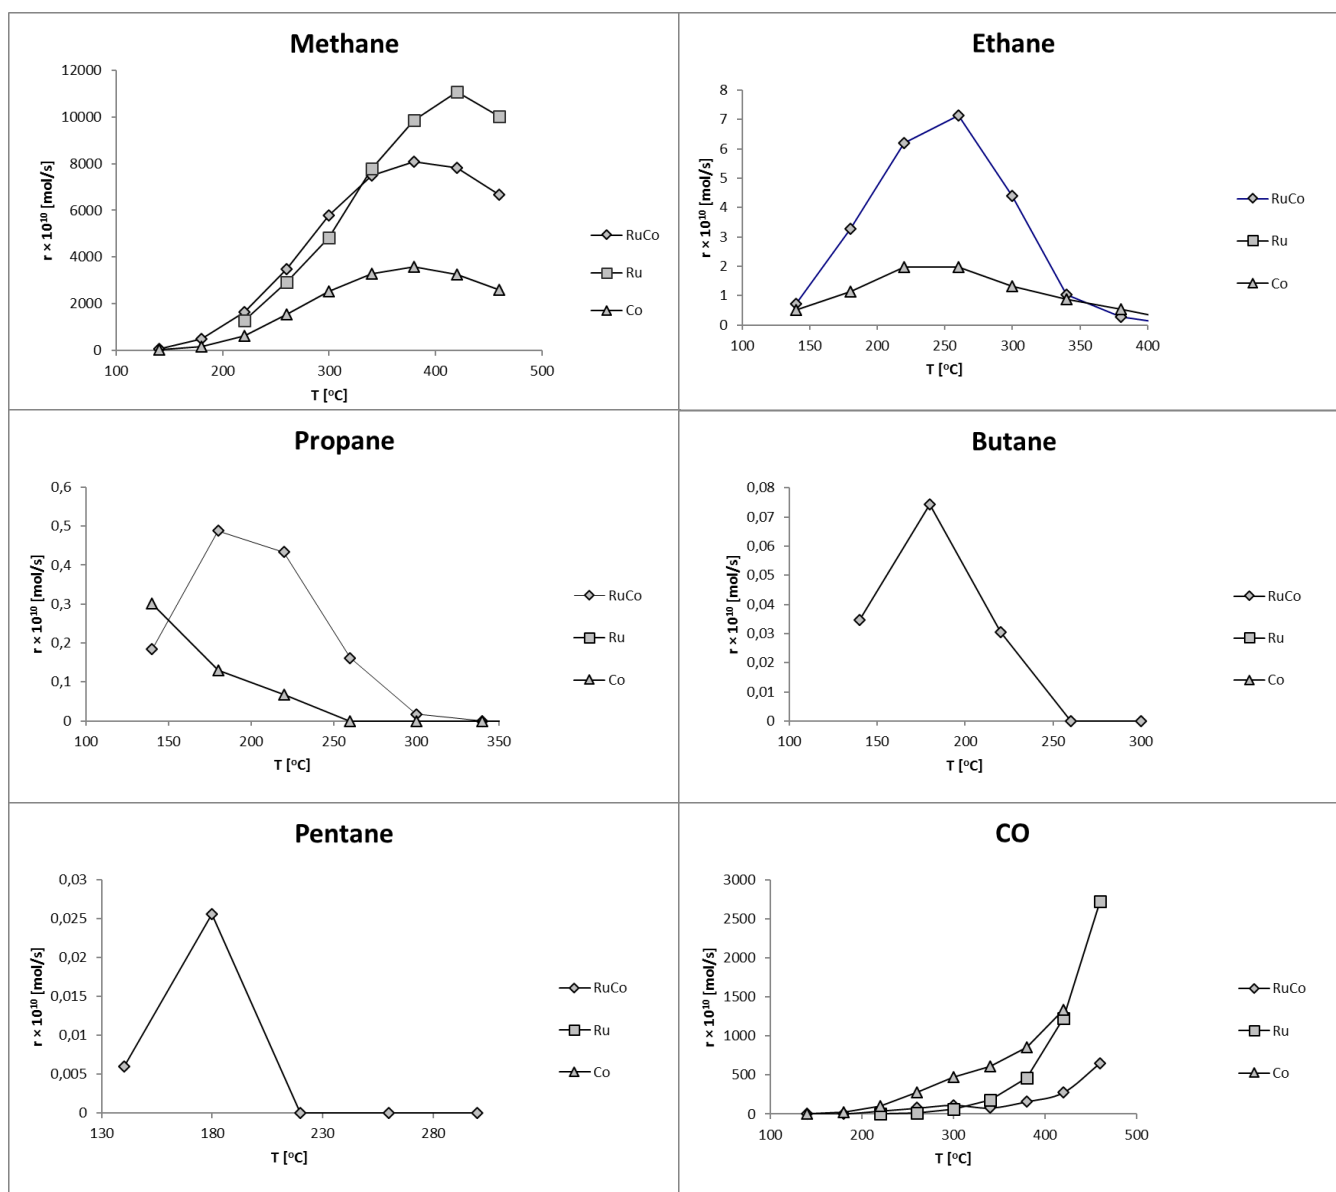 Methane
12000
10000
8000
6000
4000
2000
0
r × 10¹⁰ [mol/s]
100 200 300 400 500
T [ºC]
RuCo
Ru
Co
Ethane
8
7
6
5
4
3
2
1
0
r × 10¹⁰ [mol/s]
100 150 200 250 300 350 400
T [ºC]
RuCo
Ru
Co
Propane
0,6
0,5
0,4
0,3
0,2
0,1
0
r × 10¹⁰ [mol/s]
100 150 200 250 300 350
T [ºC]
RuCo
Ru
Co
Butane
0,08
0,07
0,06
0,05
0,04
0,03
0,02
0,01
0
r × 10¹⁰ [mol/s]
100 150 200 250 300
T [ºC]
RuCo
Ru
Co
Pentane
0,03
0,025
0,02
0,015
0,01
0,005
0
r × 10¹⁰ [mol/s]
130 180 230 280
T [ºC]
RuCo
Ru
Co
CO
3000
2500
2000
1500
1000
500
0
r × 10¹⁰ [mol/s]
100 200 300 400 500
T [ºC]
RuCo
Ru
Co